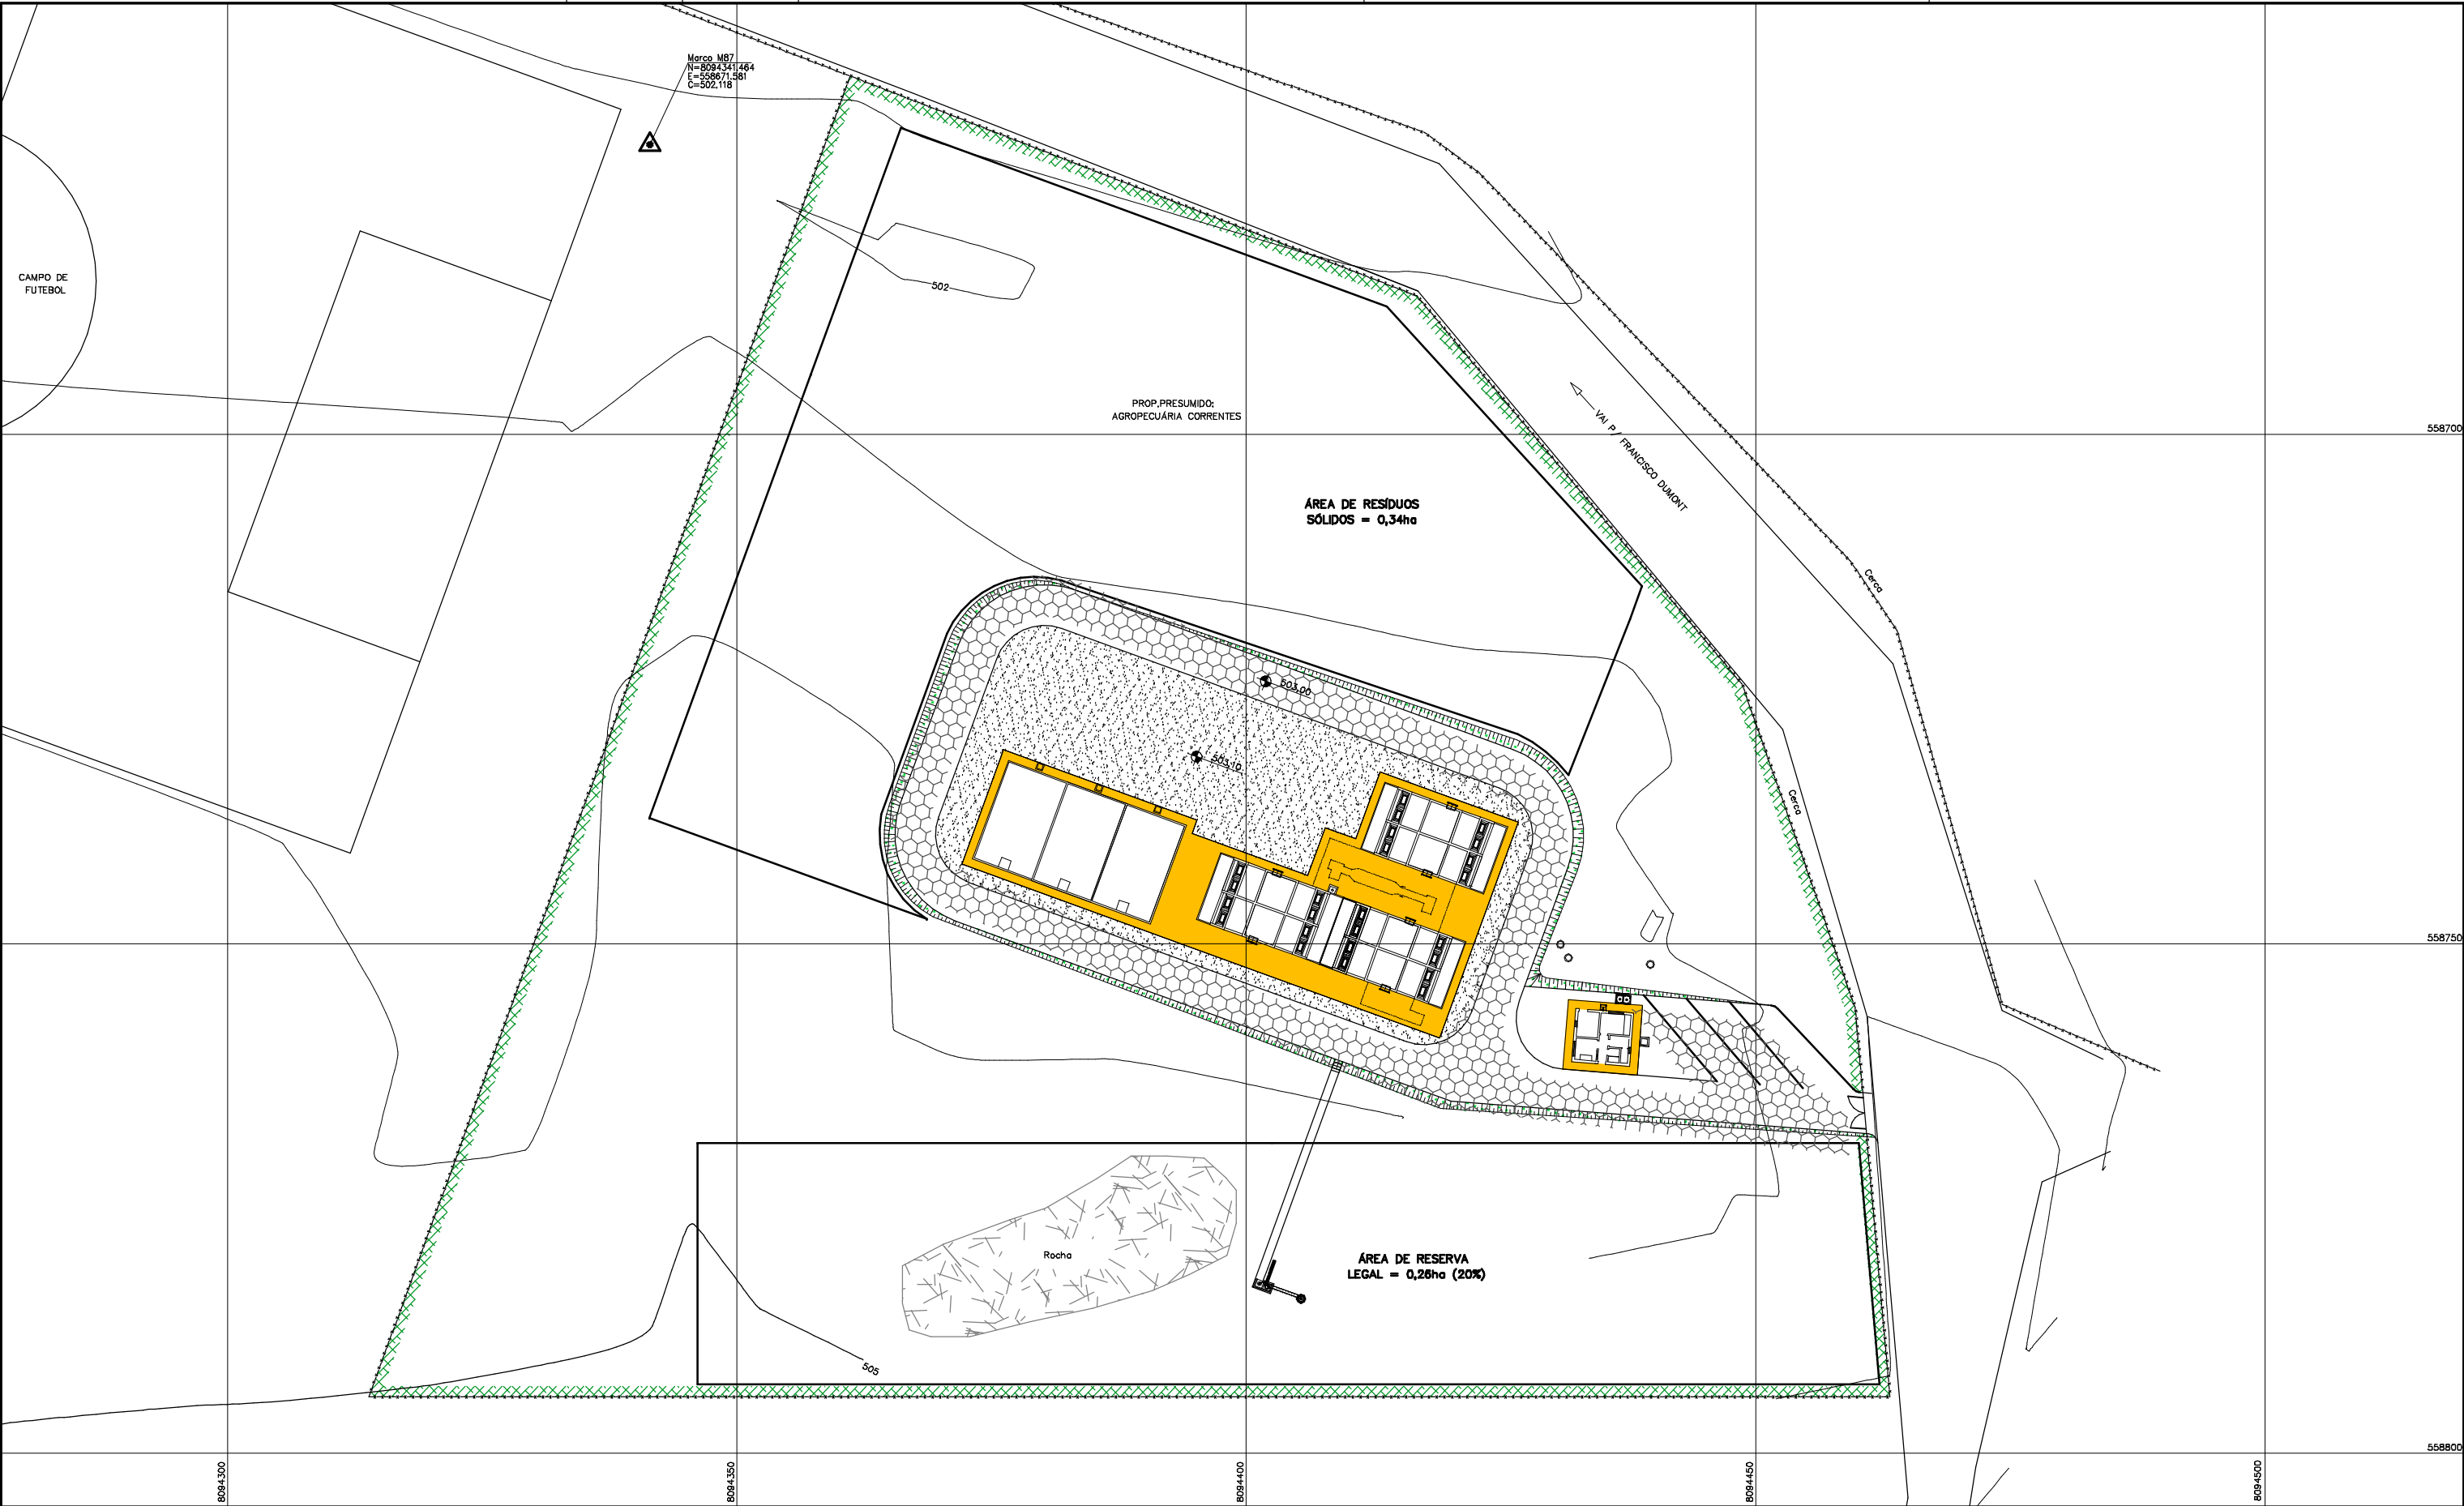 Marco M87
N=8094341,464
E=558671,581
C=502,118
CAMPO DE
FUTEBOL
502
PROP.PRESUMIDO:
AGROPECUÁRIA CORRENTES
VAI P/ FRANCISCO DUMONT
558700
ÁREA DE RESÍDUOS
SÓLIDOS = 0,34ha
Cerca
503,00
503,10
Cerca
558750
Rocha
ÁREA DE RESERVA
LEGAL = 0,26ha (20%)
505
558800
8094300
8094350
8094400
8094450
8094500